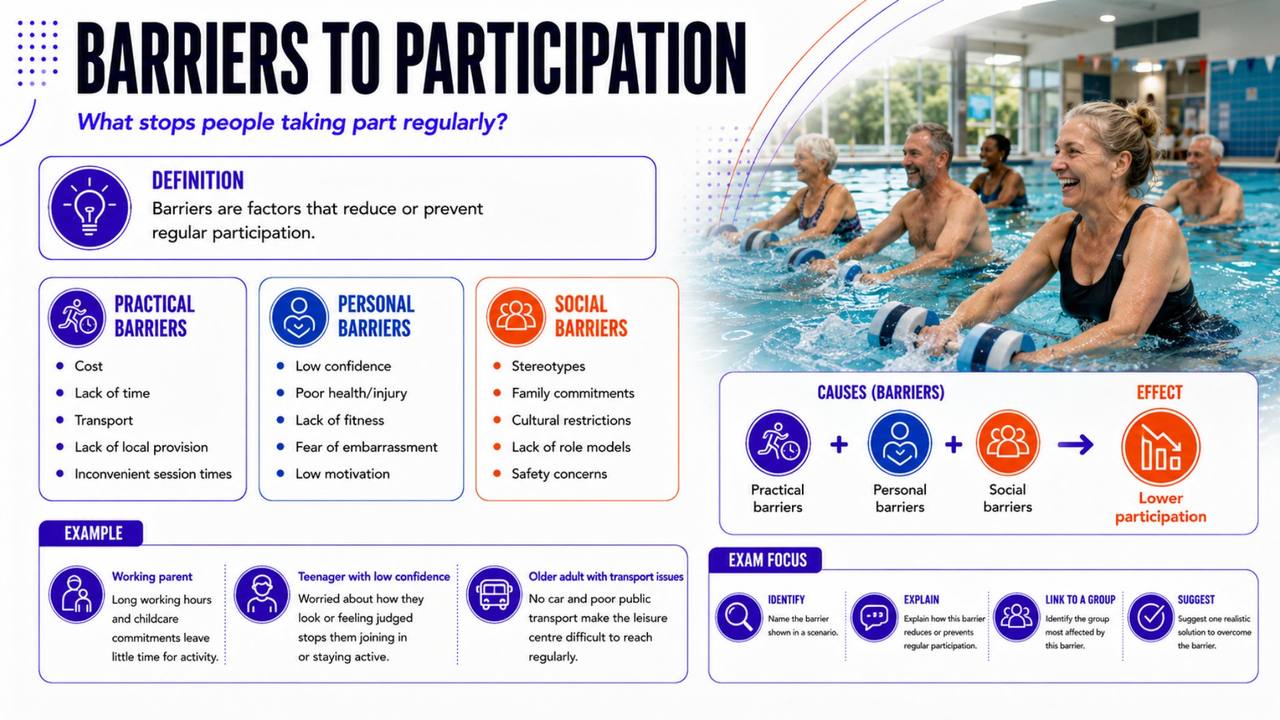 BARRIERS TO PARTICIPATION
What stops people taking part regularly?
DEFINITION
Barriers are factors that reduce or prevent
regular participation.
PRACTICAL
BARRIERS
Cost
Lack of time
Transport
Lack of local provision
Inconvenient session times
PERSONAL
BARRIERS
Low confidence
Poor health/injury
Lack of fitness
Fear of embarrassment
Low motivation
SOCIAL
BARRIERS
Stereotypes
Family commitments
Cultural restrictions
Lack of role models
Safety concerns
CAUSES (BARRIERS)
EFFECT
Practical
barriers
Personal
barriers
Social
barriers
Lower
participation
EXAMPLE
Working parent
Long working hours
and childcare
commitments leave
little time for activity.
Teenager with low confidence
Worried about how they
look or feeling judged
stops them joining in
or staying active.
Older adult with transport issues
No car and poor public
transport make the leisure
centre difficult to reach
regularly.
EXAM FOCUS
IDENTIFY
Name the barrier
shown in a scenario.
EXPLAIN
Explain how this barrier
reduces or prevents
regular participation.
LINK TO A GROUP
Identify the group
most affected by
this barrier.
SUGGEST
Suggest one realistic
solution to overcome
the barrier.